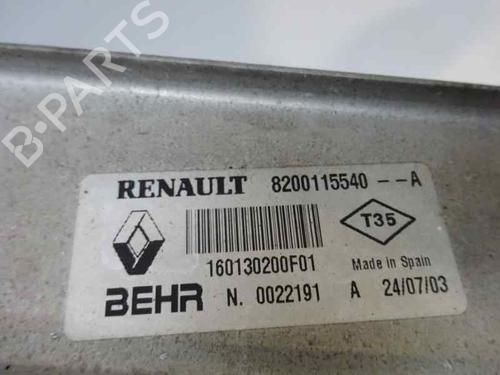 B-PARTS
RENAULT 8200115540 --A
T35
160130200F01 Made in Spain
BEHR N. 0022191 A 24/07/03